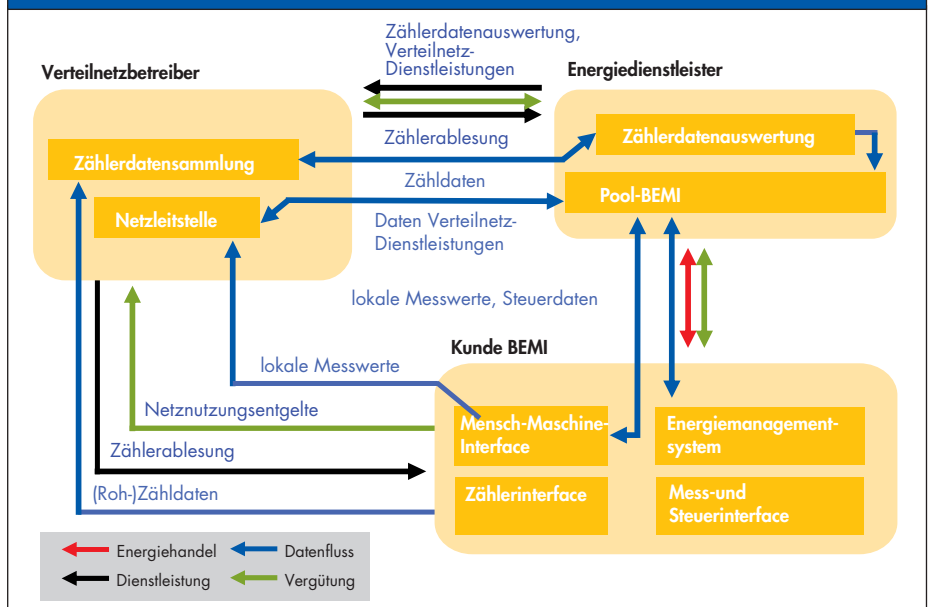 Zählerdatenauswertung,
Verteilnetz-
Dienstleistungen
Verteilnetzbetreiber
Energiedienstleister
Zählerablesung
Zählerdatenauswertung
Zählerdatensammlung
Zähldaten
Pool-BEMI
Netzleitstelle
Daten Verteilnetz-
Dienstleistungen
lokale Messwerte, Steuerdaten
Kunde BEMI
lokale Messwerte
Netznutzungsentgelte
Mensch-Maschine-
Interface
Energiemanagement-
system
Zählerablesung
(Roh-)Zähldaten
Zählerinterface
Mess-und
Steuerinterface
Energiehandel
Datenfluss
Dienstleistung
Vergütung